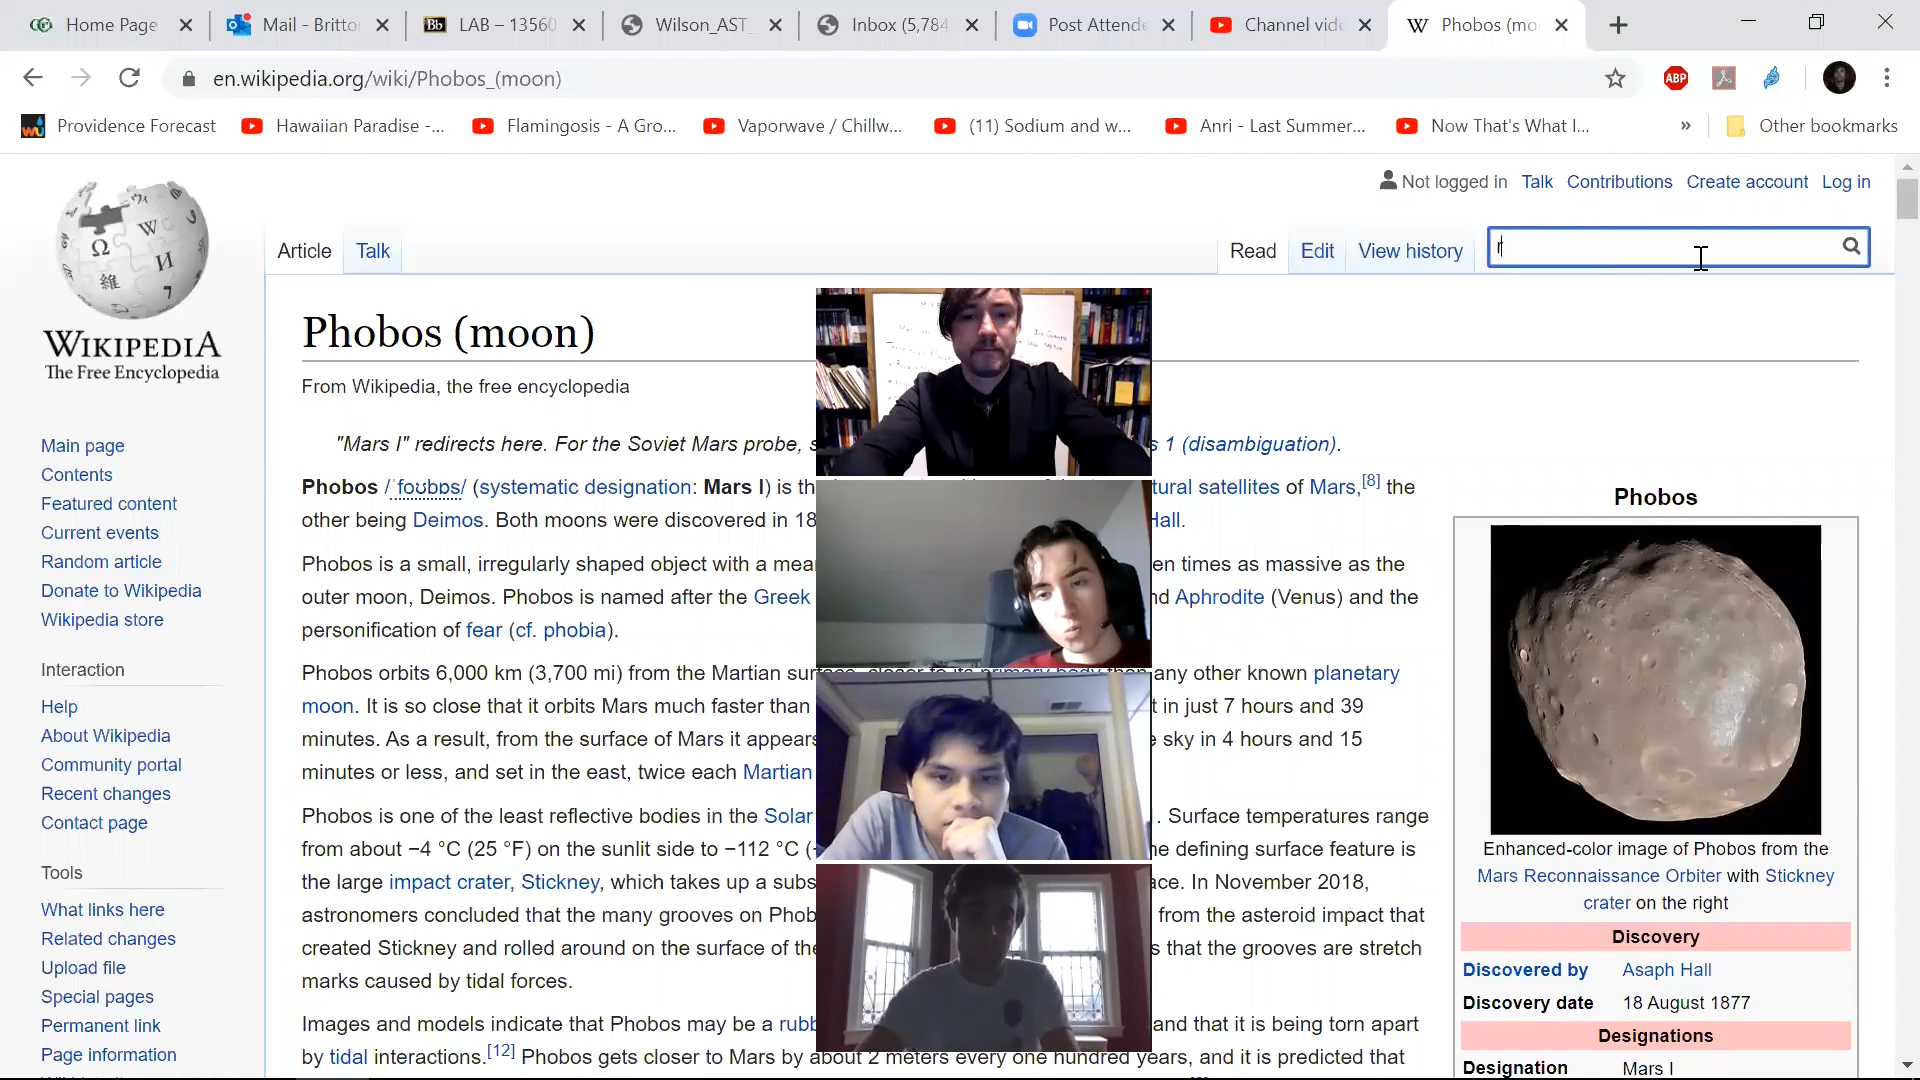 Home Page
Mail - Britto
LAB – 13560
Wilson_AST_
Inbox (5,784
Post Attende
Channel vide
Phobos (mo
en.wikipedia.org/wiki/Phobos_(moon)
ABP
Providence Forecast
Hawaiian Paradise -...
Flamingosis - A Gro...
Vaporwave / Chillw...
(11) Sodium and w...
Anri - Last Summer...
Now That's What I...
»
Other bookmarks
Not logged in Talk Contributions Create account Log in
Article Talk
Read Edit View history
r
WIKIPEDIA
The Free Encyclopedia
Main page
Contents
Featured content
Current events
Random article
Donate to Wikipedia
Wikipedia store
Interaction
Help
About Wikipedia
Community portal
Recent changes
Contact page
Tools
What links here
Related changes
Upload file
Special pages
Permanent link
Page information
Phobos (moon)
From Wikipedia, the free encyclopedia
"Mars I" redirects here. For the Soviet Mars probe, s 1 (disambiguation).
Phobos /ˈfoʊbɒs/ (systematic designation: Mars I) is th tural satellites of Mars,[8] the
other being Deimos. Both moons were discovered in 18 Hall.
Phobos is a small, irregularly shaped object with a mea en times as massive as the
outer moon, Deimos. Phobos is named after the Greek nd Aphrodite (Venus) and the
personification of fear (cf. phobia).
Phobos orbits 6,000 km (3,700 mi) from the Martian surface, closer to its primary body than any other known planetary
moon. It is so close that it orbits Mars much faster than t in just 7 hours and 39
minutes. As a result, from the surface of Mars it appears e sky in 4 hours and 15
minutes or less, and set in the east, twice each Martian
Phobos is one of the least reflective bodies in the Solar . Surface temperatures range
from about −4 °C (25 °F) on the sunlit side to −112 °C (- he defining surface feature is
the large impact crater, Stickney, which takes up a subs ace. In November 2018,
astronomers concluded that the many grooves on Phob from the asteroid impact that
created Stickney and rolled around on the surface of the s that the grooves are stretch
marks caused by tidal forces.
Images and models indicate that Phobos may be a rubb and that it is being torn apart
by tidal interactions.[12] Phobos gets closer to Mars by about 2 meters every one hundred years, and it is predicted that
Phobos
Enhanced-color image of Phobos from the
Mars Reconnaissance Orbiter with Stickney
crater on the right
Discovery
Discovered by Asaph Hall
Discovery date 18 August 1877
Designations
Designation Mars I